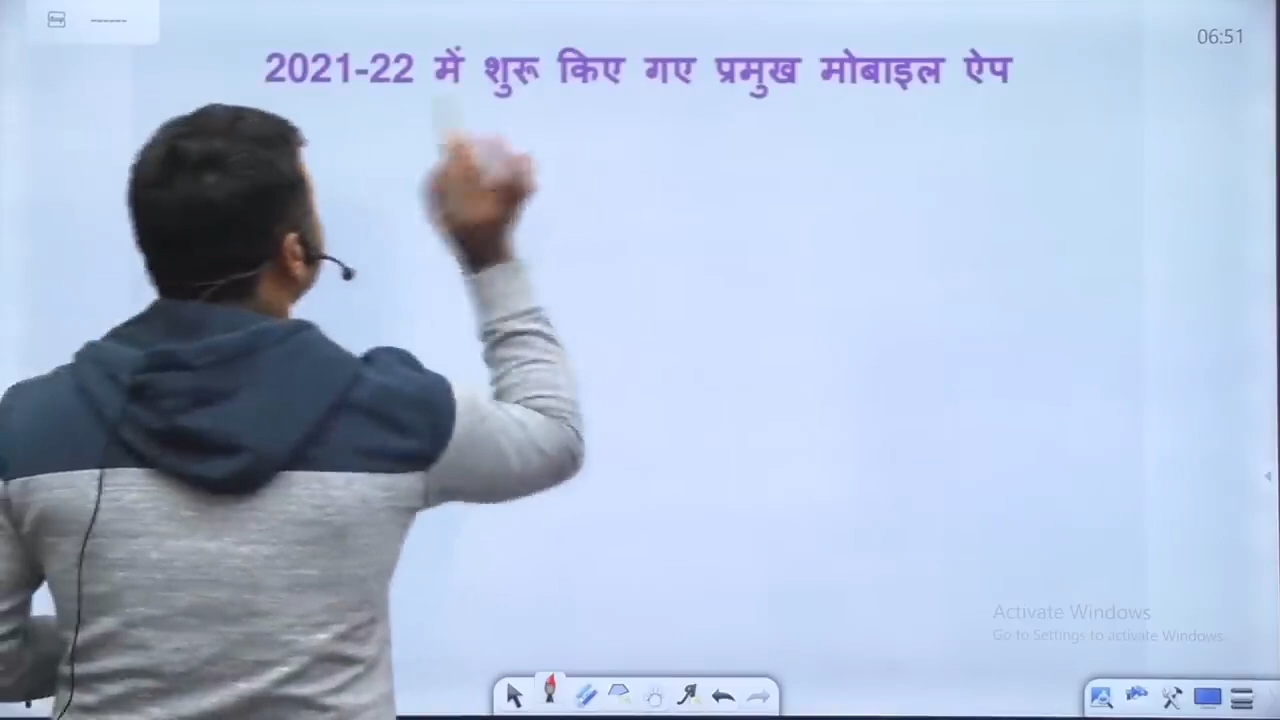 06:51
2021-22 में शुरू किए गए प्रमुख मोबाइल ऐप
Activate Windows
Go to Settings to activate Windows.